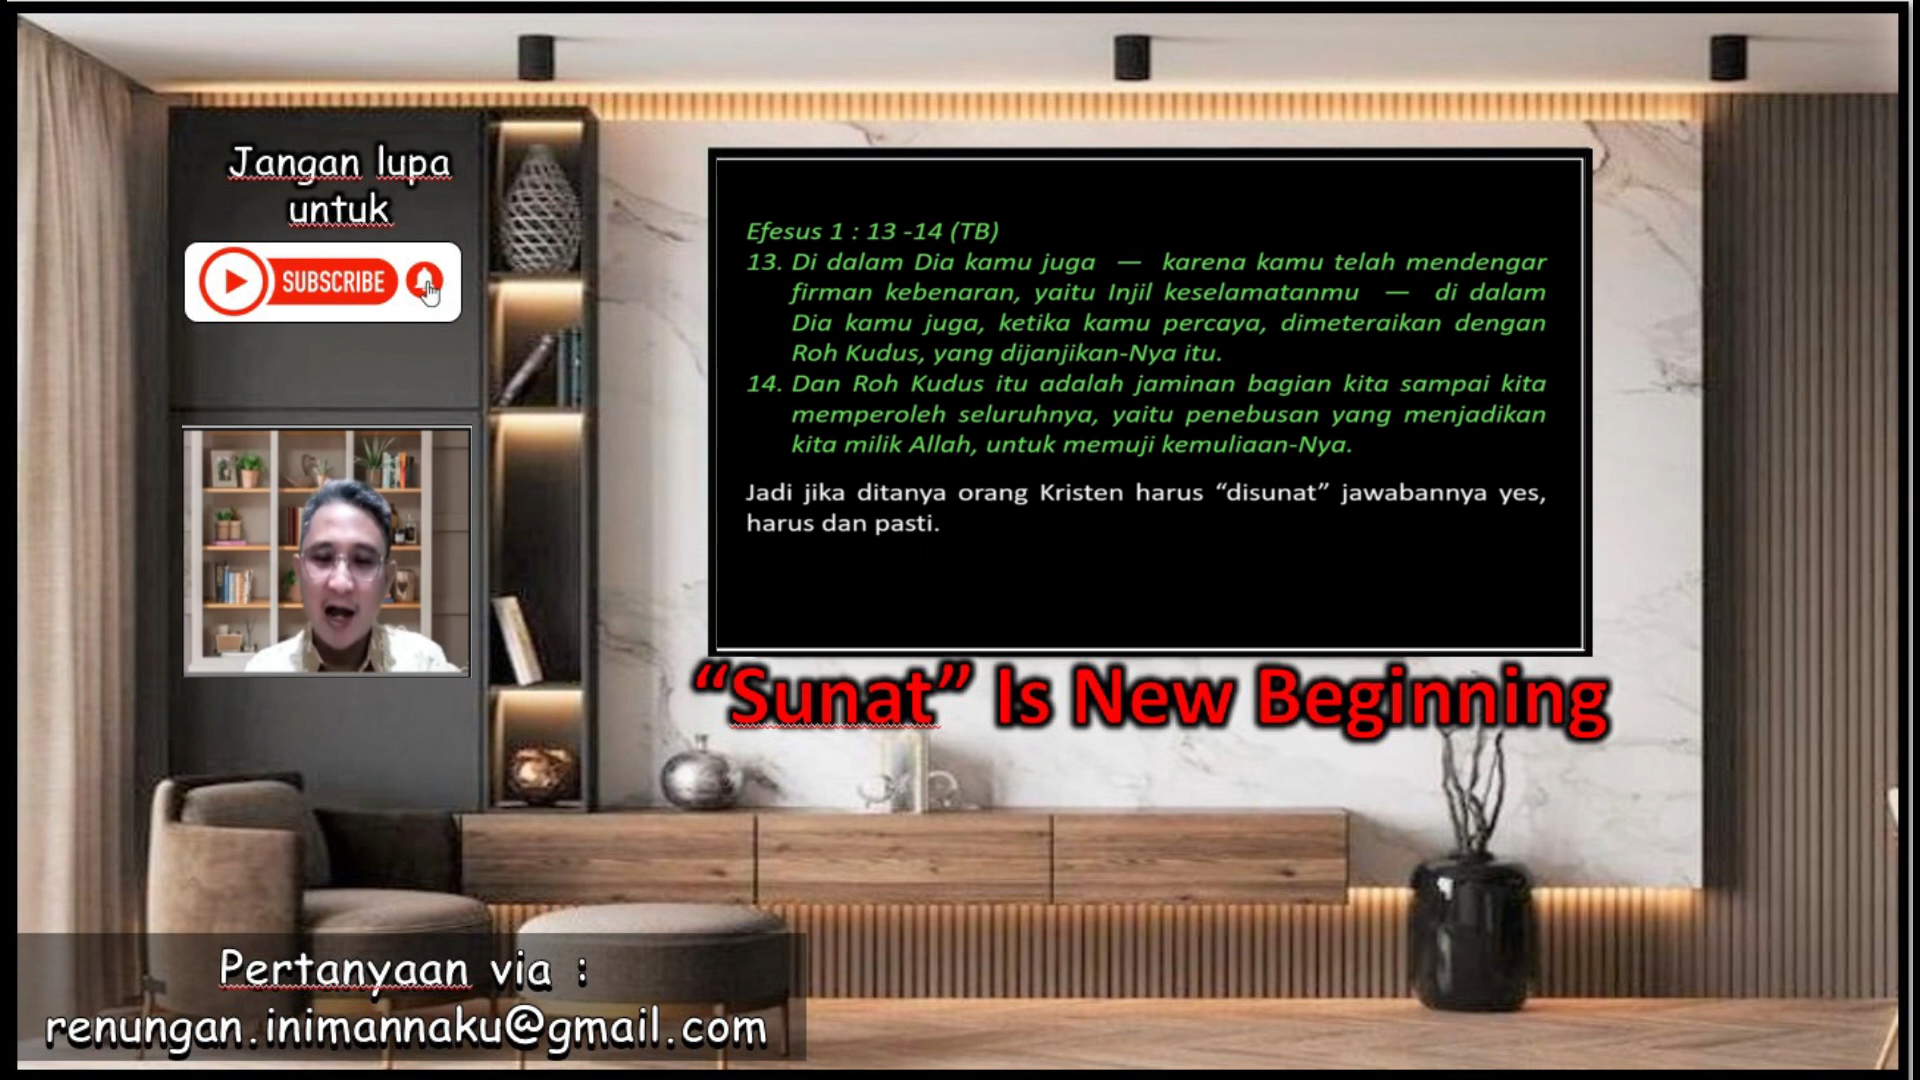 Jangan lupa
untuk
SUBSCRIBE
Efesus 1 : 13 -14 (TB)
13. Di dalam Dia kamu juga — karena kamu telah mendengar
firman kebenaran, yaitu Injil keselamatanmu — di dalam
Dia kamu juga, ketika kamu percaya, dimeteraikan dengan
Roh Kudus, yang dijanjikan-Nya itu.
14. Dan Roh Kudus itu adalah jaminan bagian kita sampai kita
memperoleh seluruhnya, yaitu penebusan yang menjadikan
kita milik Allah, untuk memuji kemuliaan-Nya.
Jadi jika ditanya orang Kristen harus “disunat” jawabannya yes,
harus dan pasti.
“Sunat” Is New Beginning
Pertanyaan via :
renungan.inimannaku@gmail.com